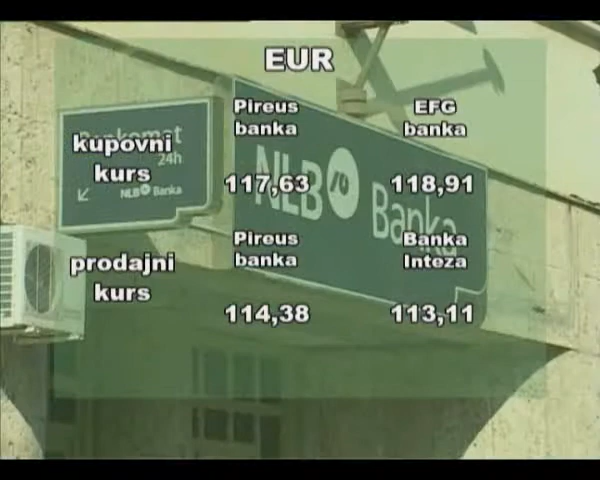 EUR
Pireus
banka
EFG
banka
kupovni
kurs
117,63
118,91
Pireus
banka
Banka
Inteza
prodajni
kurs
114,38
113,11
Bankomat
24h
NLB Banka
NLB
Banka